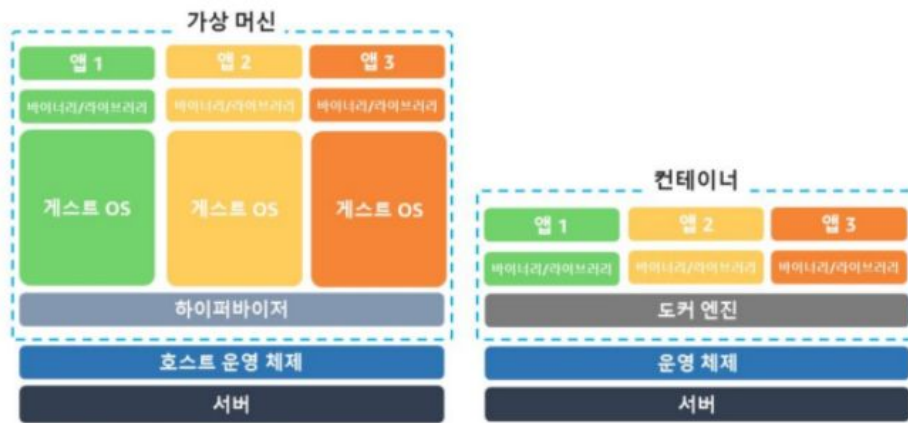 가상 머신
앱 1 앱 2 앱 3
바이너리/라이브러리 바이너리/라이브러리 바이너리/라이브러리
게스트 OS 게스트 OS 게스트 OS
하이퍼바이저
호스트 운영 체제
서버
컨테이너
앱 1 앱 2 앱 3
바이너리/라이브러리 바이너리/라이브러리 바이너리/라이브러리
도커 엔진
운영 체제
서버